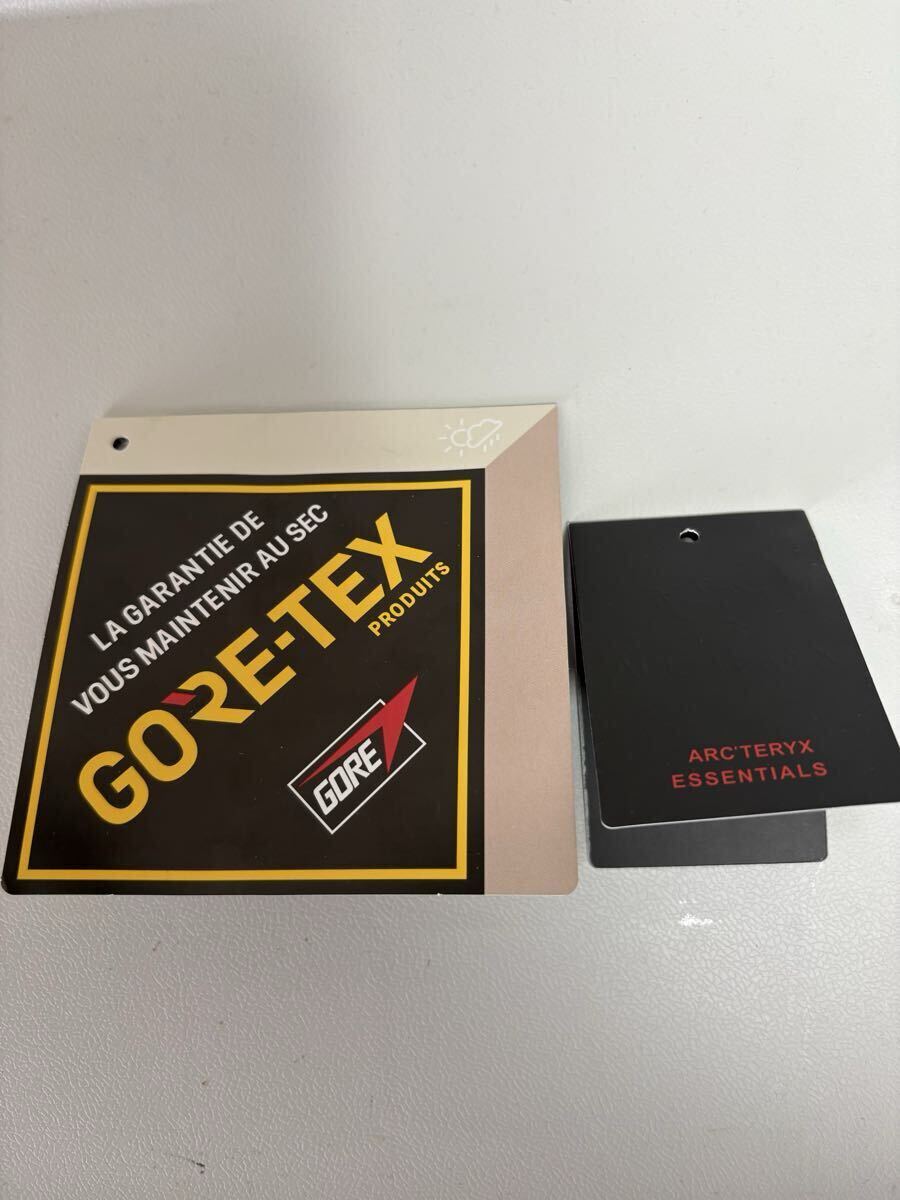 LA GARANTIE DE
VOUS MAINTENIR AU SEC
GORE-TEX
PRODUITS
GORE
ARC'TERYX
ESSENTIALS